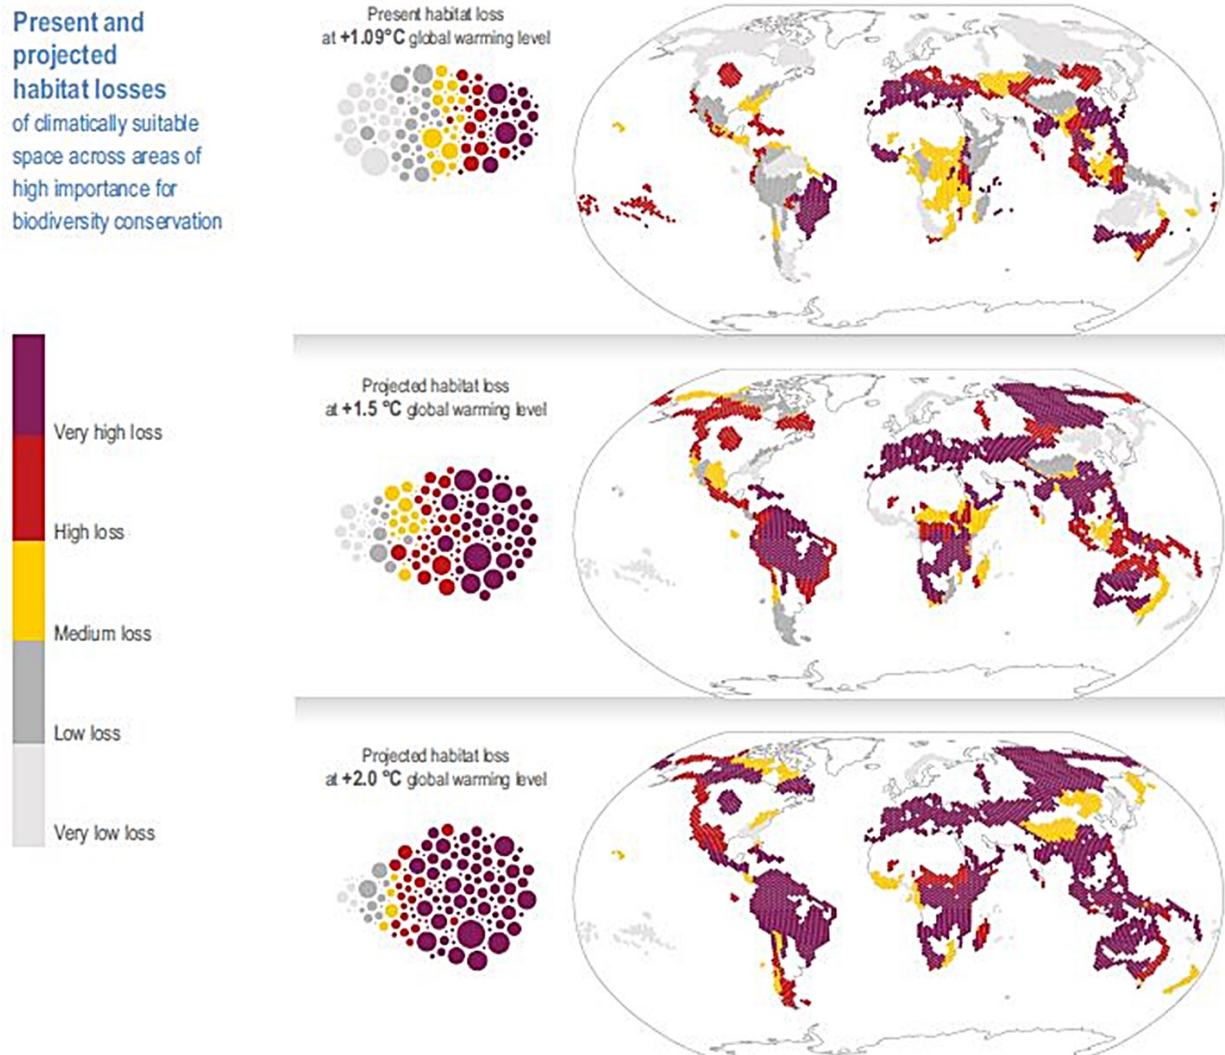 Present and
projected
habitat losses
of climatically suitable
space across areas of
high importance for
biodiversity conservation
Very high loss
High loss
Medium loss
Low loss
Very low loss
Present habitat loss
at +1.09°C global warming level
Projected habitat loss
at +1.5 °C global warming level
Projected habitat loss
at +2.0 °C global warming level